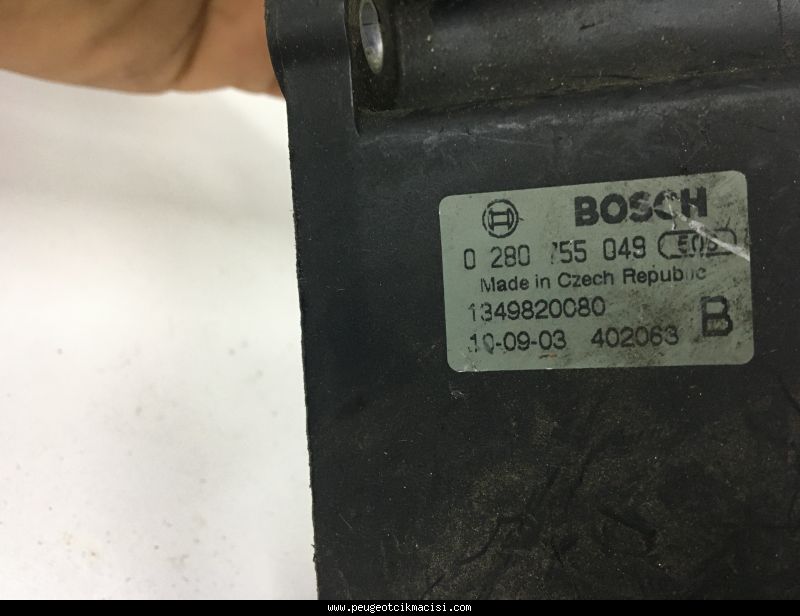 BOSCH
0 280 755 049
Made in Czech Republic
1349820080
10-09-03 402063 B
www.peugeotcikmacisi.com